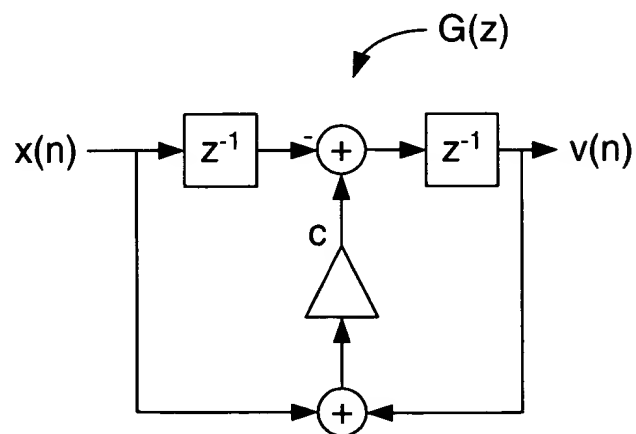 G(z)
x(n) z⁻¹ - + z⁻¹ v(n)
c
+